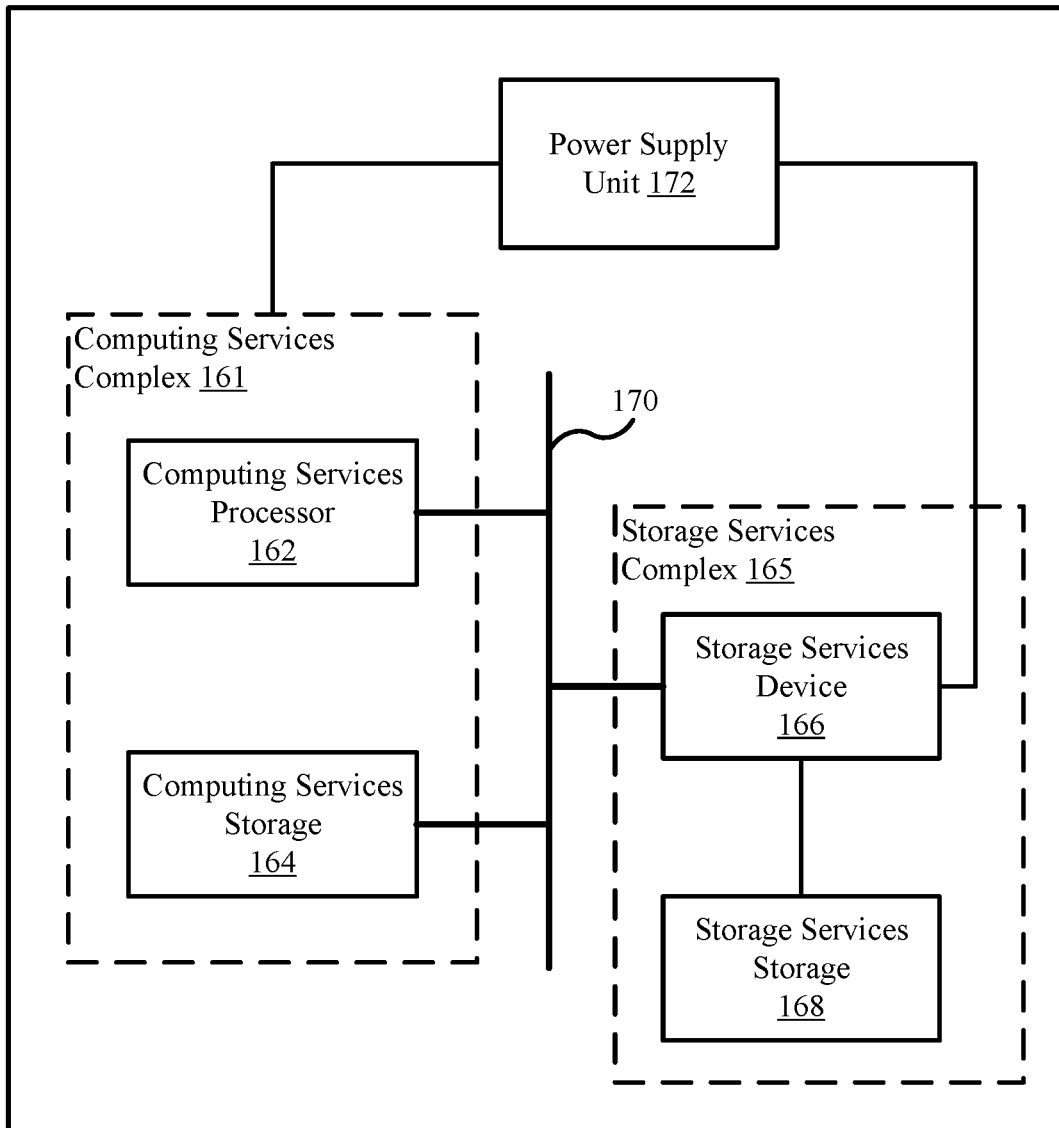 Power Supply
Unit 172
Computing Services
Complex 161
170
Computing Services
Processor
162
Storage Services
Complex 165
Storage Services
Device
166
Computing Services
Storage
164
Storage Services
Storage
168